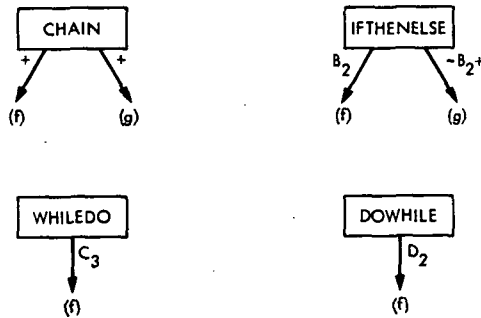 CHAIN
+ +
(f) (g)
IFTHENELSE
B₂ ~B₂+
(f) (g)
WHILEDO
C₃
(f)
DOWHILE
D₂
(f)